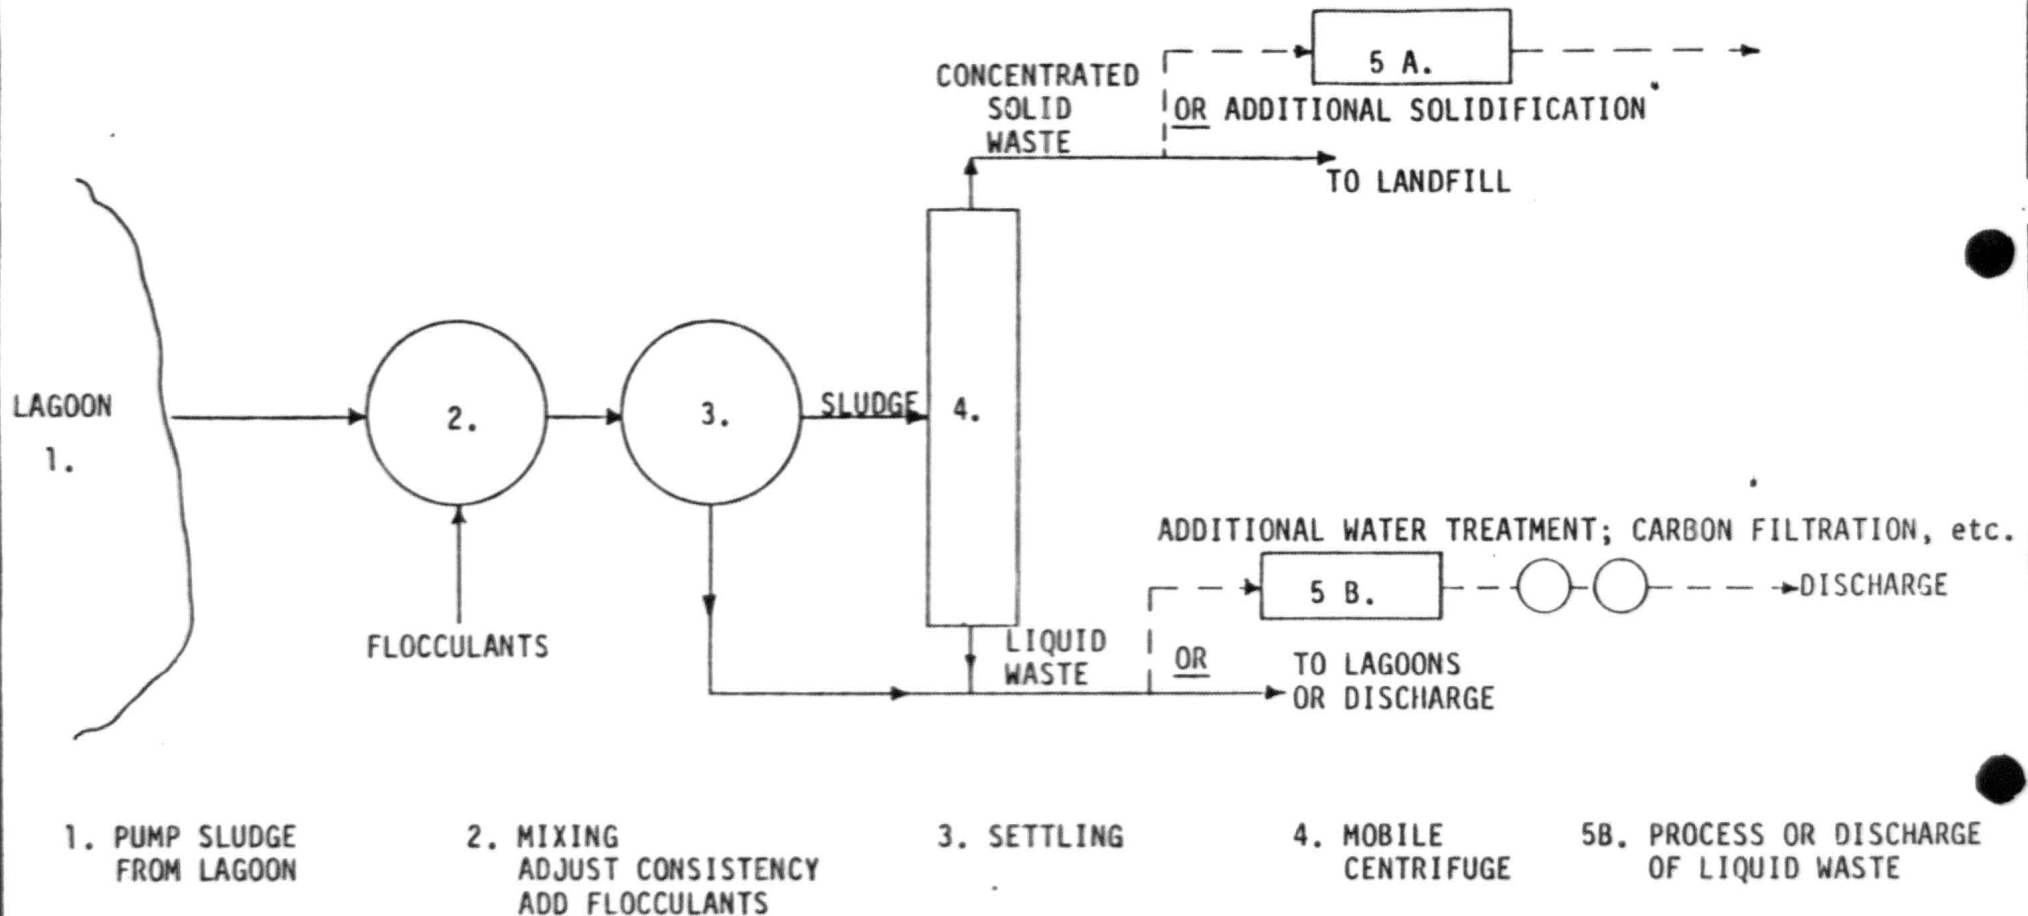 5 A.
CONCENTRATED
SOLID
WASTE
OR ADDITIONAL SOLIDIFICATION
TO LANDFILL
LAGOON
1.
2.
3.
SLUDGE
4.
FLOCCULANTS
ADDITIONAL WATER TREATMENT; CARBON FILTRATION, etc.
5 B.
DISCHARGE
LIQUID
WASTE
OR
TO LAGOONS
OR DISCHARGE
1. PUMP SLUDGE
FROM LAGOON
2. MIXING
ADJUST CONSISTENCY
ADD FLOCCULANTS
3. SETTLING
4. MOBILE
CENTRIFUGE
5B. PROCESS OR DISCHARGE
OF LIQUID WASTE